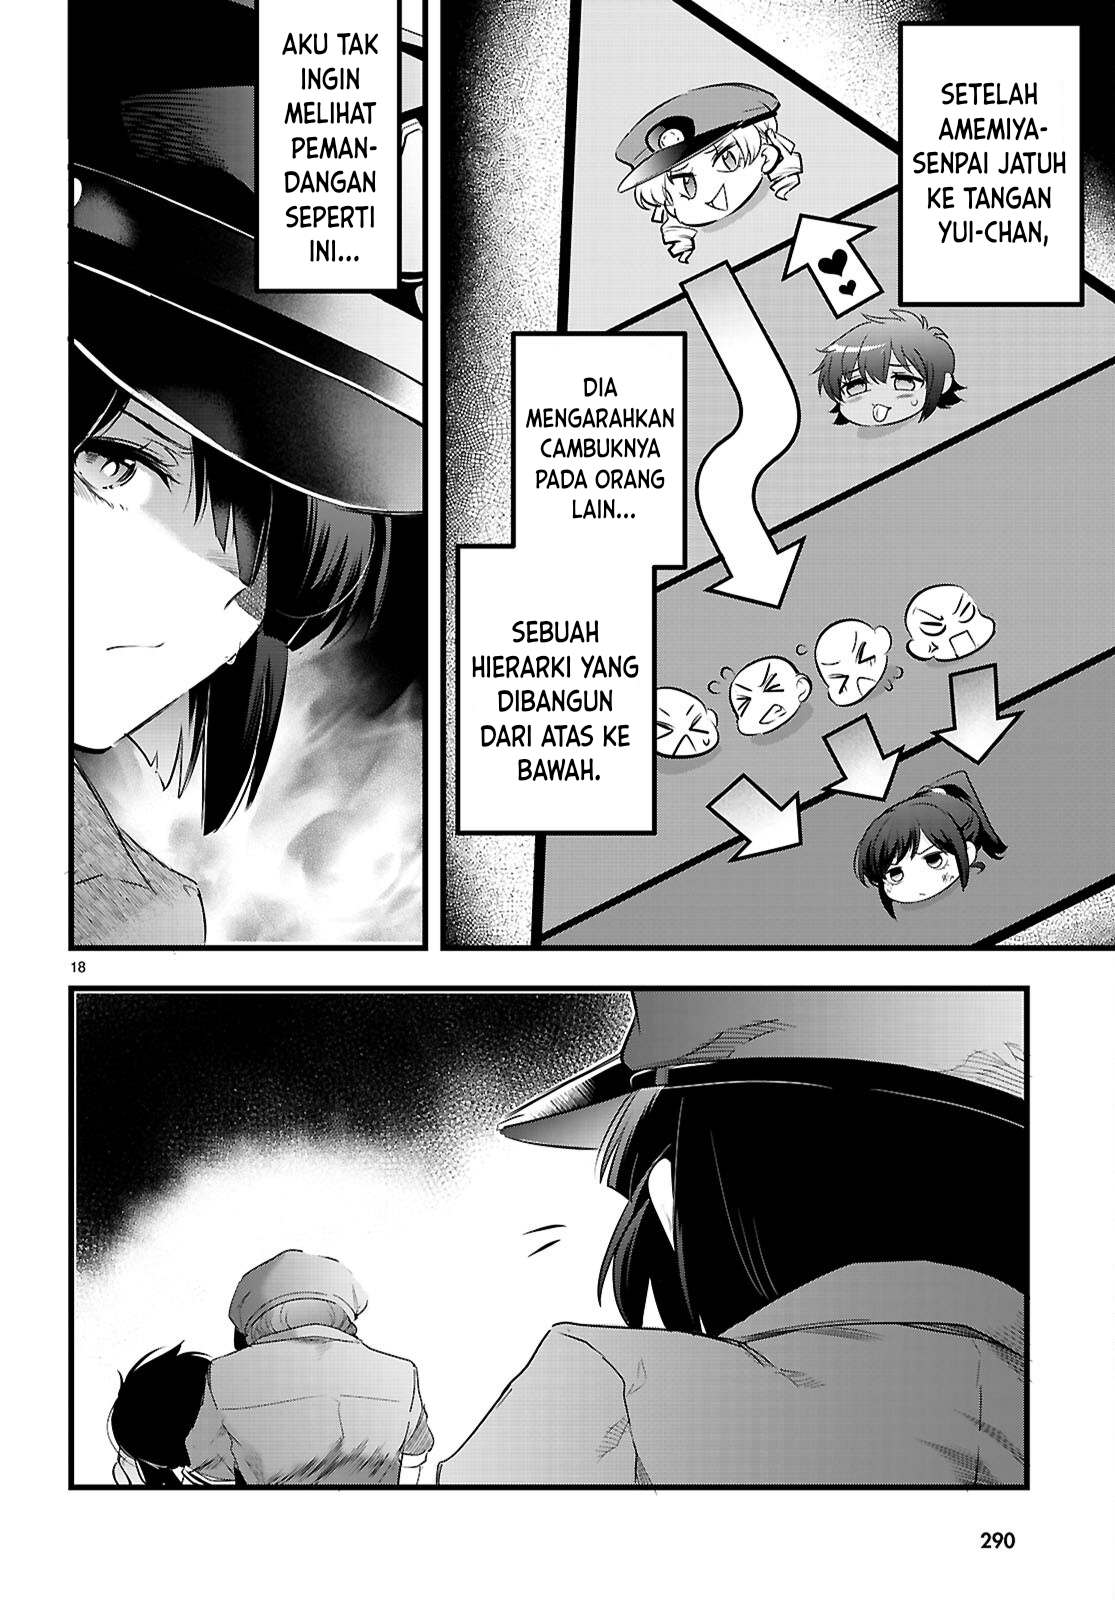 SETELAH
AMEMIYA-
SENPAI JATUH
KE TANGAN
YUI-CHAN,
DIA
MENGARAHKAN
CAMBUKNYA
PADA ORANG
LAIN...
SEBUAH
HIERARKI YANG
DIBANGUN
DARI ATAS KE
BAWAH.
AKU TAK
INGIN
MELIHAT
PEMAN-
DANGAN
SEPERTI
INI...
18
290